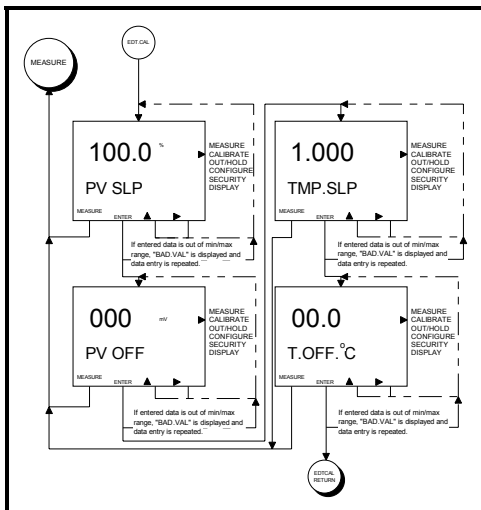 EDT.CAL
MEASURE
100.0 %
PV SLP
MEASURE
ENTER
MEASURE
CALIBRATE
OUT/HOLD
CONFIGURE
SECURITY
DISPLAY
If entered data is out of min/max
range, "BAD.VAL" is displayed and
data entry is repeated.
1.000
TMP.SLP
MEASURE
ENTER
MEASURE
CALIBRATE
OUT/HOLD
CONFIGURE
SECURITY
DISPLAY
If entered data is out of min/max
range, "BAD.VAL" is displayed and
data entry is repeated.
000 mV
PV OFF
MEASURE
ENTER
MEASURE
CALIBRATE
OUT/HOLD
CONFIGURE
SECURITY
DISPLAY
If entered data is out of min/max
range, "BAD.VAL" is displayed and
data entry is repeated.
00.0
T.OFF.°C
MEASURE
ENTER
MEASURE
CALIBRATE
OUT/HOLD
CONFIGURE
SECURITY
DISPLAY
If entered data is out of min/max
range, "BAD.VAL" is displayed and
data entry is repeated.
EDTCAL
RETURN